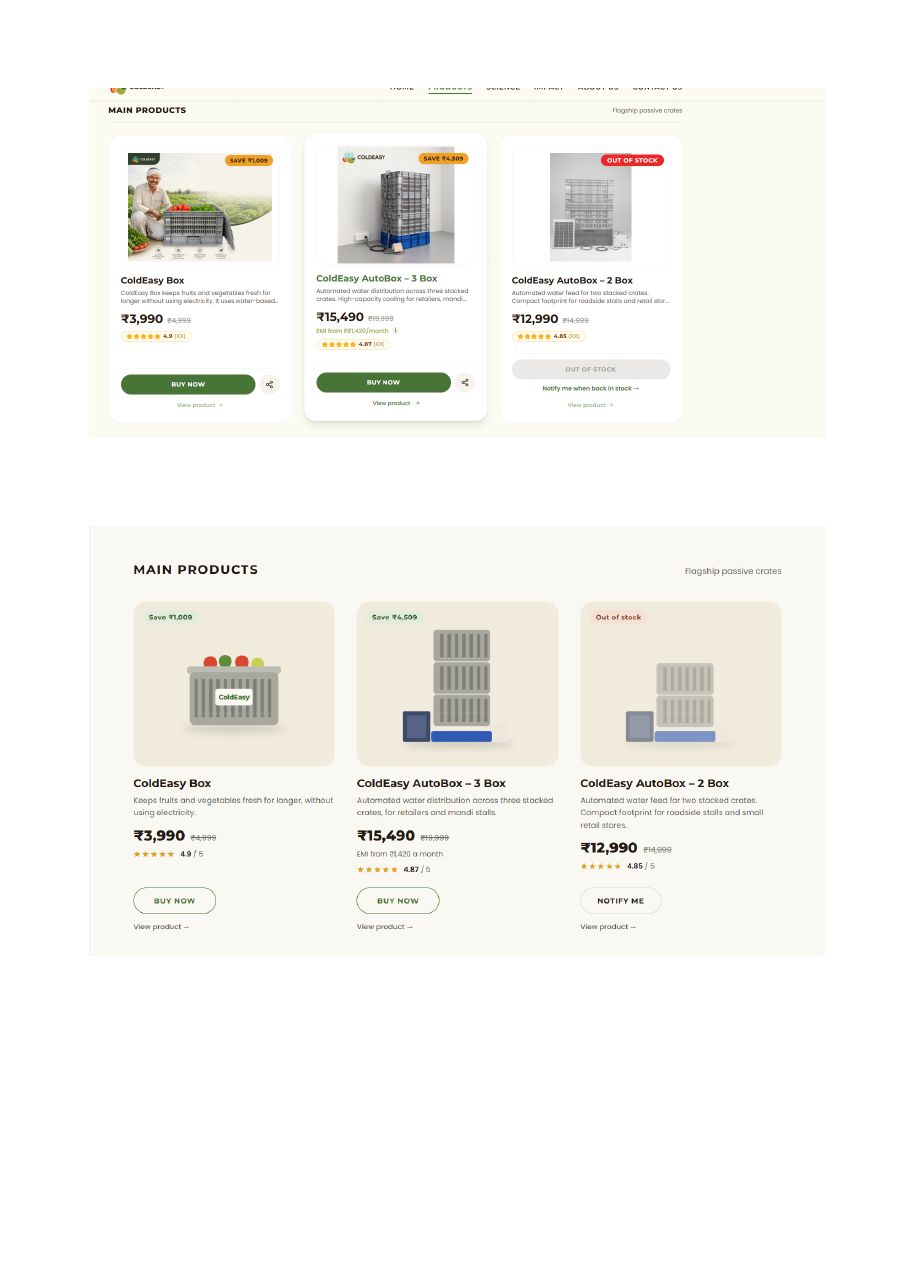 COLDEASY HOME PRODUCTS SCIENCE IMPACT ABOUT US CONTACT US
MAIN PRODUCTS Flagship passive crates
COLDEASY SAVE ₹1,009
COLDEASY SAVE ₹4,509
OUT OF STOCK
ColdEasy Box
ColdEasy Box keeps fruits and vegetables fresh for
longer without using electricity. It uses water-based...
₹3,990 ₹4,999
4.9 (XX)
BUY NOW
View product →
ColdEasy AutoBox – 3 Box
Automated water distribution across three stacked
crates. High-capacity cooling for retailers, mandi...
₹15,490 ₹19,999
EMI from ₹₹1,420/month i
4.87 (XX)
BUY NOW
View product →
ColdEasy AutoBox – 2 Box
Automated water feed for two stacked crates.
Compact footprint for roadside stalls and retail stor...
₹12,990 ₹14,999
4.85 (XX)
OUT OF STOCK
Notify me when back in stock →
View product →
MAIN PRODUCTS Flagship passive crates
Save ₹1,009
ColdEasy
ColdEasy Box
Keeps fruits and vegetables fresh for longer, without
using electricity.
₹3,990 ₹4,999
★★★★★ 4.9 / 5
BUY NOW
View product →
Save ₹4,509
ColdEasy AutoBox – 3 Box
Automated water distribution across three stacked
crates, for retailers and mandi stalls.
₹15,490 ₹19,999
EMI from ₹1,420 a month
★★★★★ 4.87 / 5
BUY NOW
View product →
Out of stock
ColdEasy AutoBox – 2 Box
Automated water feed for two stacked crates.
Compact footprint for roadside stalls and small
retail stores.
₹12,990 ₹14,999
★★★★★ 4.85 / 5
NOTIFY ME
View product →